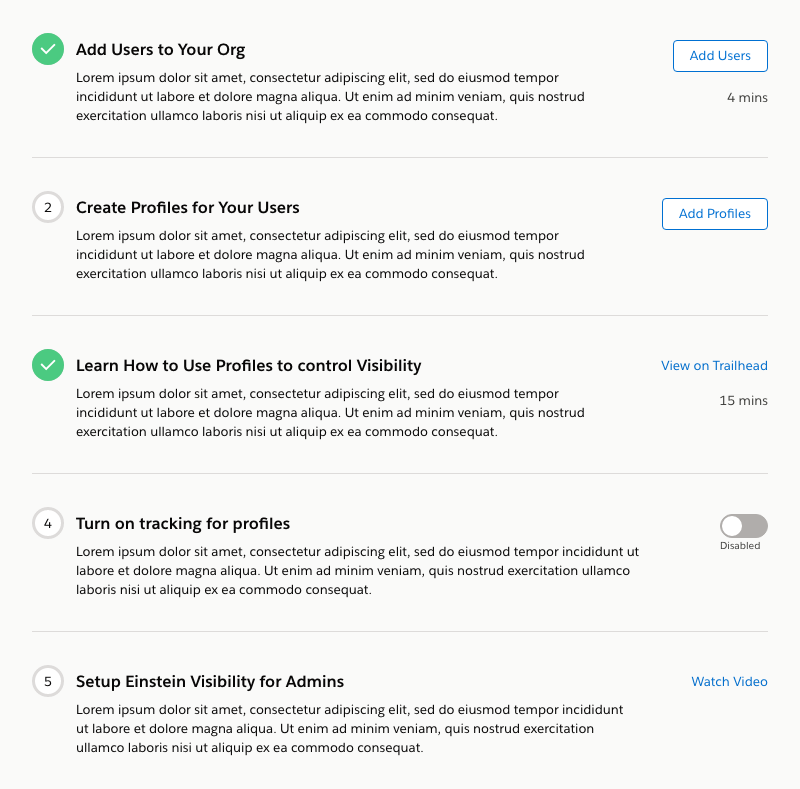 Add Users to Your Org
Add Users
Lorem ipsum dolor sit amet, consectetur adipiscing elit, sed do eiusmod tempor
incididunt ut labore et dolore magna aliqua. Ut enim ad minim veniam, quis nostrud
exercitation ullamco laboris nisi ut aliquip ex ea commodo consequat.
4 mins
2
Create Profiles for Your Users
Add Profiles
Lorem ipsum dolor sit amet, consectetur adipiscing elit, sed do eiusmod tempor
incididunt ut labore et dolore magna aliqua. Ut enim ad minim veniam, quis nostrud
exercitation ullamco laboris nisi ut aliquip ex ea commodo consequat.
Learn How to Use Profiles to control Visibility
View on Trailhead
Lorem ipsum dolor sit amet, consectetur adipiscing elit, sed do eiusmod tempor
incididunt ut labore et dolore magna aliqua. Ut enim ad minim veniam, quis nostrud
exercitation ullamco laboris nisi ut aliquip ex ea commodo consequat.
15 mins
4
Turn on tracking for profiles
Lorem ipsum dolor sit amet, consectetur adipiscing elit, sed do eiusmod tempor incididunt ut
labore et dolore magna aliqua. Ut enim ad minim veniam, quis nostrud exercitation ullamco
laboris nisi ut aliquip ex ea commodo consequat.
Disabled
5
Setup Einstein Visibility for Admins
Watch Video
Lorem ipsum dolor sit amet, consectetur adipiscing elit, sed do eiusmod tempor incididunt
ut labore et dolore magna aliqua. Ut enim ad minim veniam, quis nostrud exercitation
ullamco laboris nisi ut aliquip ex ea commodo consequat.